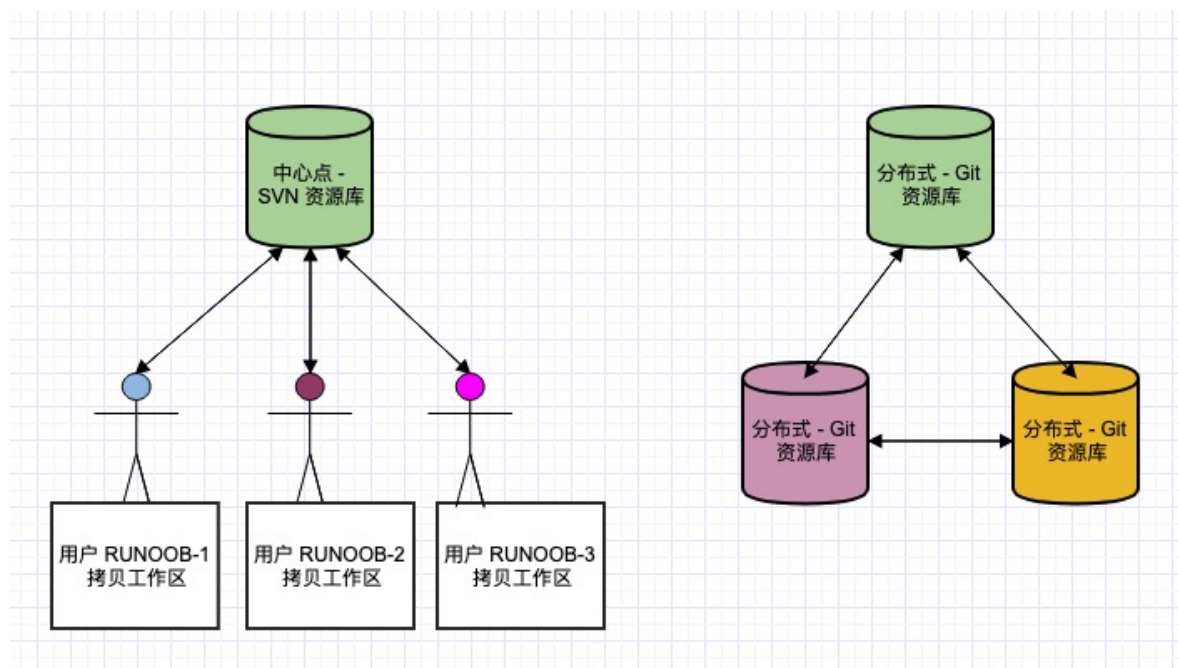 中心点 -
SVN 资源库
分布式 - Git
资源库
分布式 - Git
资源库
分布式 - Git
资源库
用户 RUNOOB-1
拷贝工作区
用户 RUNOOB-2
拷贝工作区
用户 RUNOOB-3
拷贝工作区